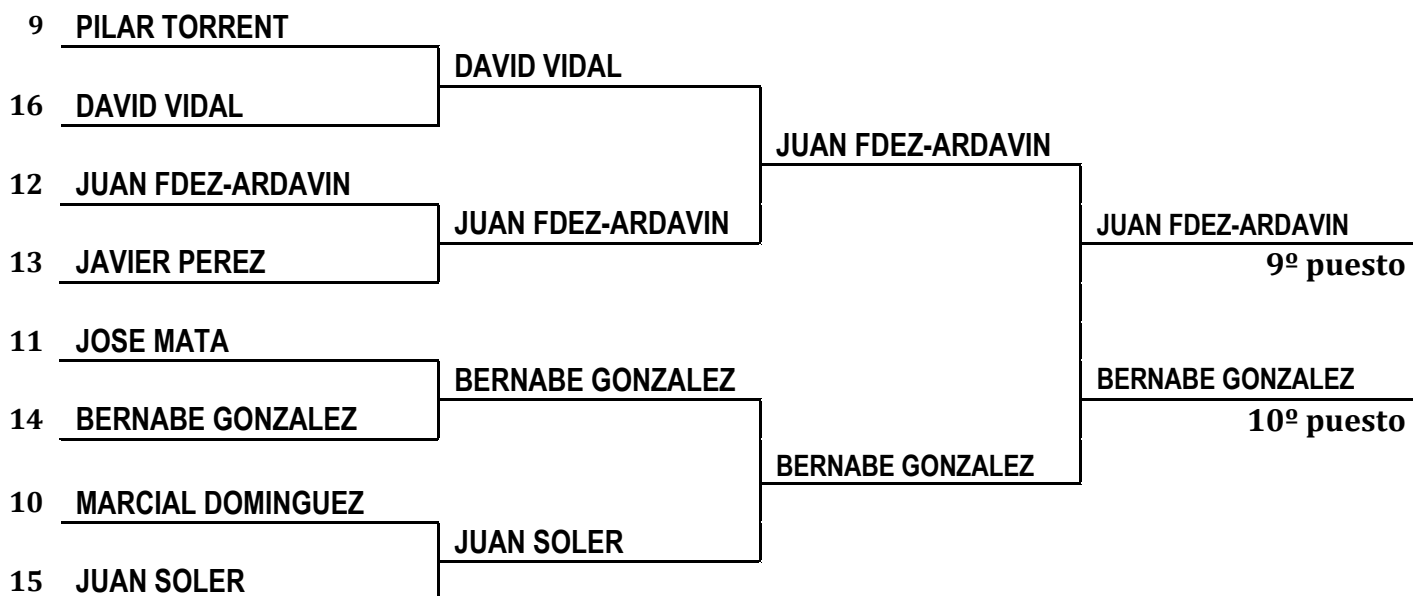 9 PILAR TORRENT
DAVID VIDAL
16 DAVID VIDAL
JUAN FDEZ-ARDAVIN
12 JUAN FDEZ-ARDAVIN
JUAN FDEZ-ARDAVIN
JUAN FDEZ-ARDAVIN
13 JAVIER PEREZ
9º puesto
11 JOSE MATA
BERNABE GONZALEZ
BERNABE GONZALEZ
14 BERNABE GONZALEZ
10º puesto
BERNABE GONZALEZ
10 MARCIAL DOMINGUEZ
JUAN SOLER
15 JUAN SOLER